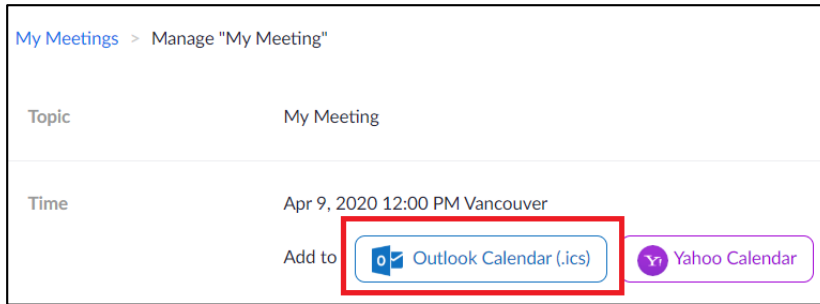 My Meetings > Manage "My Meeting"
Topic My Meeting
Time Apr 9, 2020 12:00 PM Vancouver
Add to Outlook Calendar (.ics) Yahoo Calendar